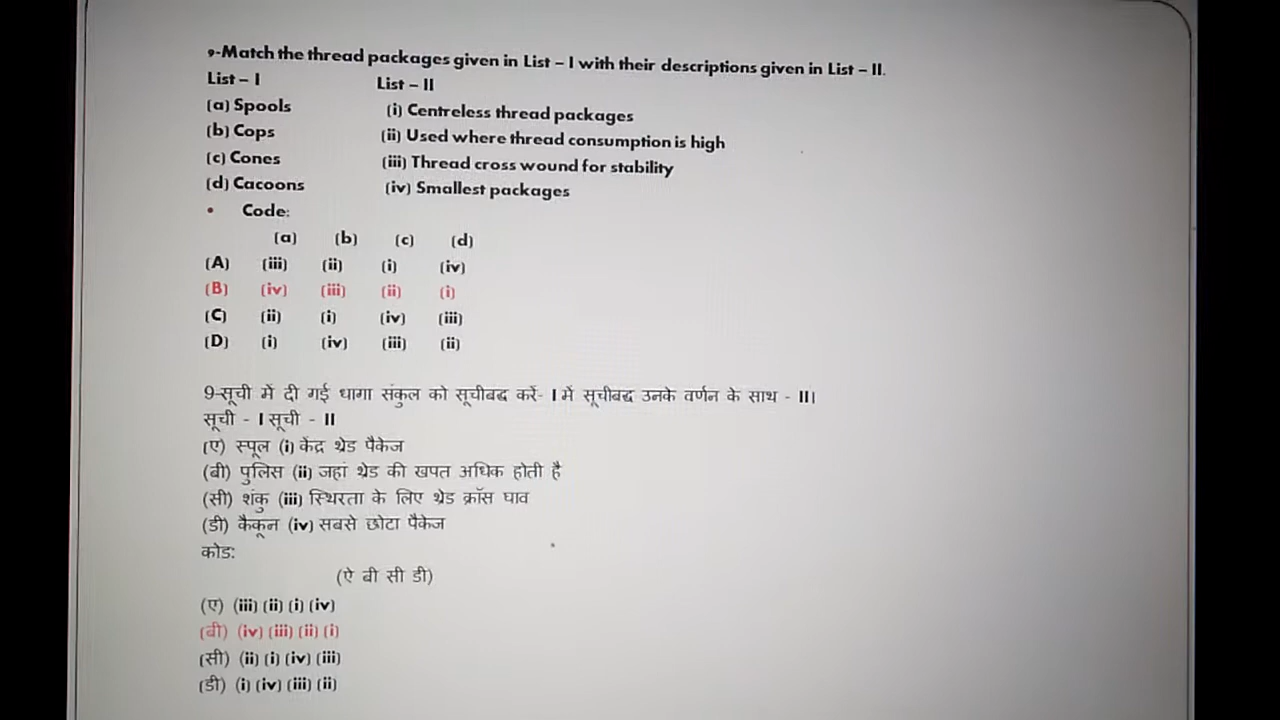 9-Match the thread packages given in List – I with their descriptions given in List – II.
List – I List – II
(a) Spools (i) Centreless thread packages
(b) Cops (ii) Used where thread consumption is high
(c) Cones (iii) Thread cross wound for stability
(d) Cacoons (iv) Smallest packages
• Code:
(a) (b) (c) (d)
(A) (iii) (ii) (i) (iv)
(B) (iv) (iii) (ii) (i)
(C) (ii) (i) (iv) (iii)
(D) (i) (iv) (iii) (ii)
9-सूची में दी गई धागा संकुल को सूचीबद्ध करें- I में सूचीबद्ध उनके वर्णन के साथ - II।
सूची - I सूची - II
(ए) स्पूल (i) केंद्र थ्रेड पैकेज
(बी) पुलिस (ii) जहां थ्रेड की खपत अधिक होती है
(सी) शंकु (iii) स्थिरता के लिए थ्रेड क्रॉस घाव
(डी) कैकून (iv) सबसे छोटा पैकेज
कोड:
(ऐ बी सी डी)
(ए) (iii) (ii) (i) (iv)
(बी) (iv) (iii) (ii) (i)
(सी) (ii) (i) (iv) (iii)
(डी) (i) (iv) (iii) (ii)